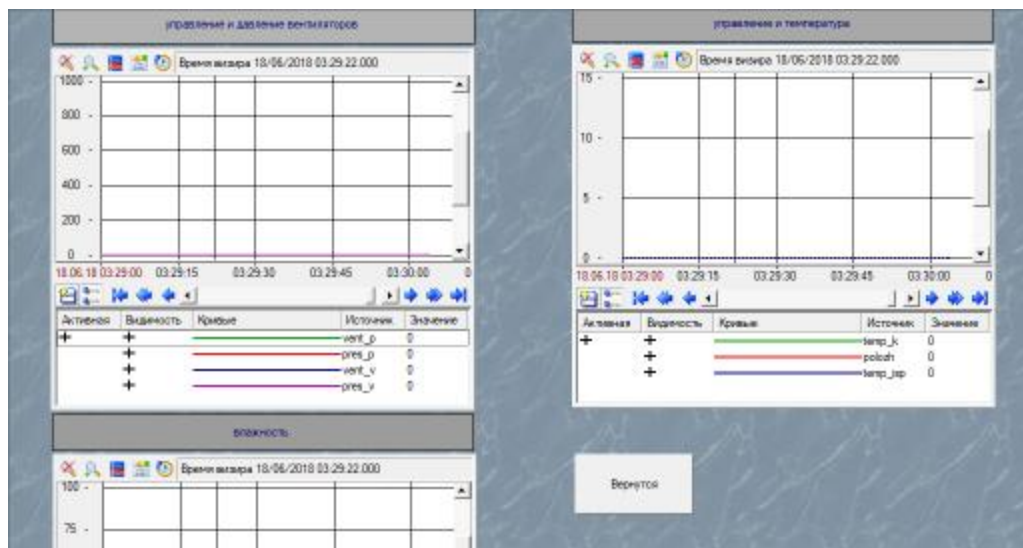 управление и давление вентиляторов
Время визира 18/06/2018 03:29:22.000
1000
800
600
400
200
0
18.06.18 03:29:00 03:29:15 03:29:30 03:29:45 03:30:00 0
Активная Видимость Кривые Источник Значение
vent_p 0
pres_p 0
vent_v 0
pres_v 0
влажность
Время визира 18/06/2018 03:29:22.000
100
75
управление и температура
Время визира 18/06/2018 03:29:22.000
15
10
5
0
18.06.18 03:29:00 03:29:15 03:29:30 03:29:45 03:30:00 0
Активная Видимость Кривые Источник Значение
temp_k 0
polozh 0
temp_isp 0
Вернутся